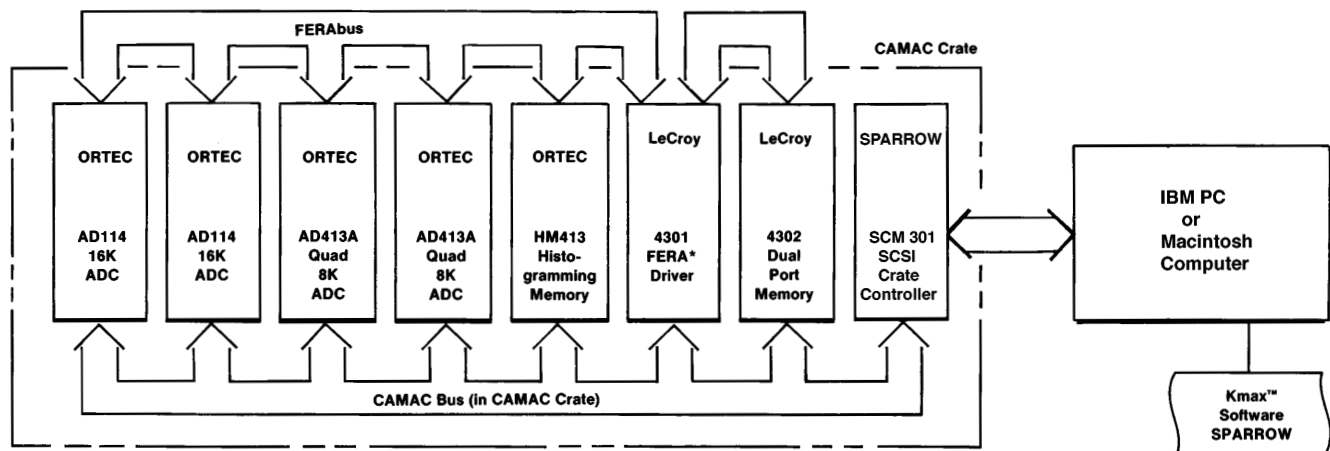 FERAbus
CAMAC Crate
ORTEC
AD114
16K
ADC
ORTEC
AD114
16K
ADC
ORTEC
AD413A
Quad
8K
ADC
ORTEC
AD413A
Quad
8K
ADC
ORTEC
HM413
Histo-
gramming
Memory
LeCroy
4301
FERA*
Driver
LeCroy
4302
Dual
Port
Memory
SPARROW
SCM 301
SCSI
Crate
Controller
IBM PC
or
Macintosh
Computer
CAMAC Bus (in CAMAC Crate)
Kmax™
Software
SPARROW